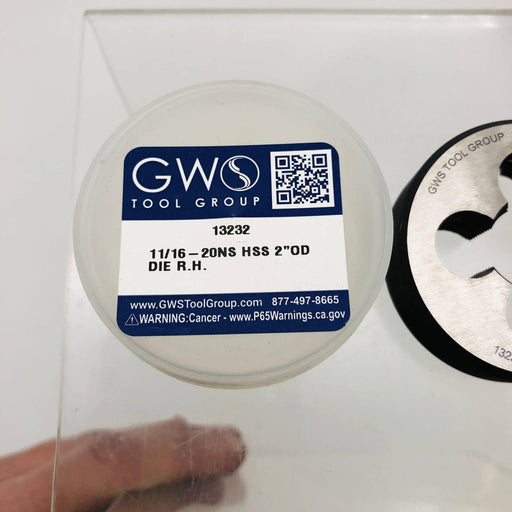 GWS
TOOL GROUP
13232
11/16-20NS HSS 2"OD
DIE R.H.
www.GWSToolGroup.com 877-497-8665
WARNING:Cancer - www.P65Warnings.ca.gov
GWS TOOL GROUP